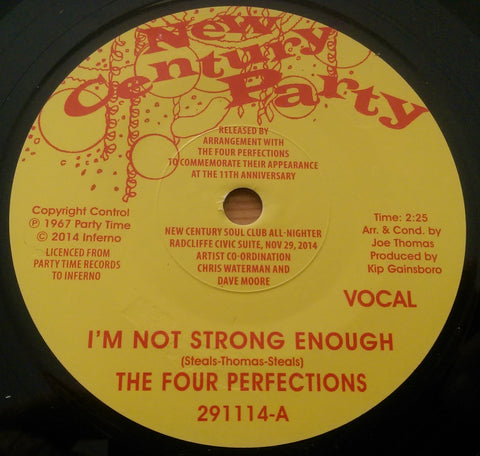 New
Century
Party
RELEASED BY
ARRANGEMENT WITH
THE FOUR PERFECTIONS
TO COMMEMORATE THEIR APPEARANCE
AT THE 11TH ANNIVERSARY
Copyright Control
℗ 1967 Party Time
© 2014 Inferno
LICENCED FROM
PARTY TIME RECORDS
TO INFERNO
NEW CENTURY SOUL CLUB ALL-NIGHTER
RADCLIFFE CIVIC SUITE, NOV 29, 2014
ARTIST CO-ORDINATION
CHRIS WATERMAN AND
DAVE MOORE
Time: 2:25
Arr. & Cond. by
Joe Thomas
Produced by
Kip Gainsboro
VOCAL
I'M NOT STRONG ENOUGH
(Steals-Thomas-Steals)
THE FOUR PERFECTIONS
291114-A